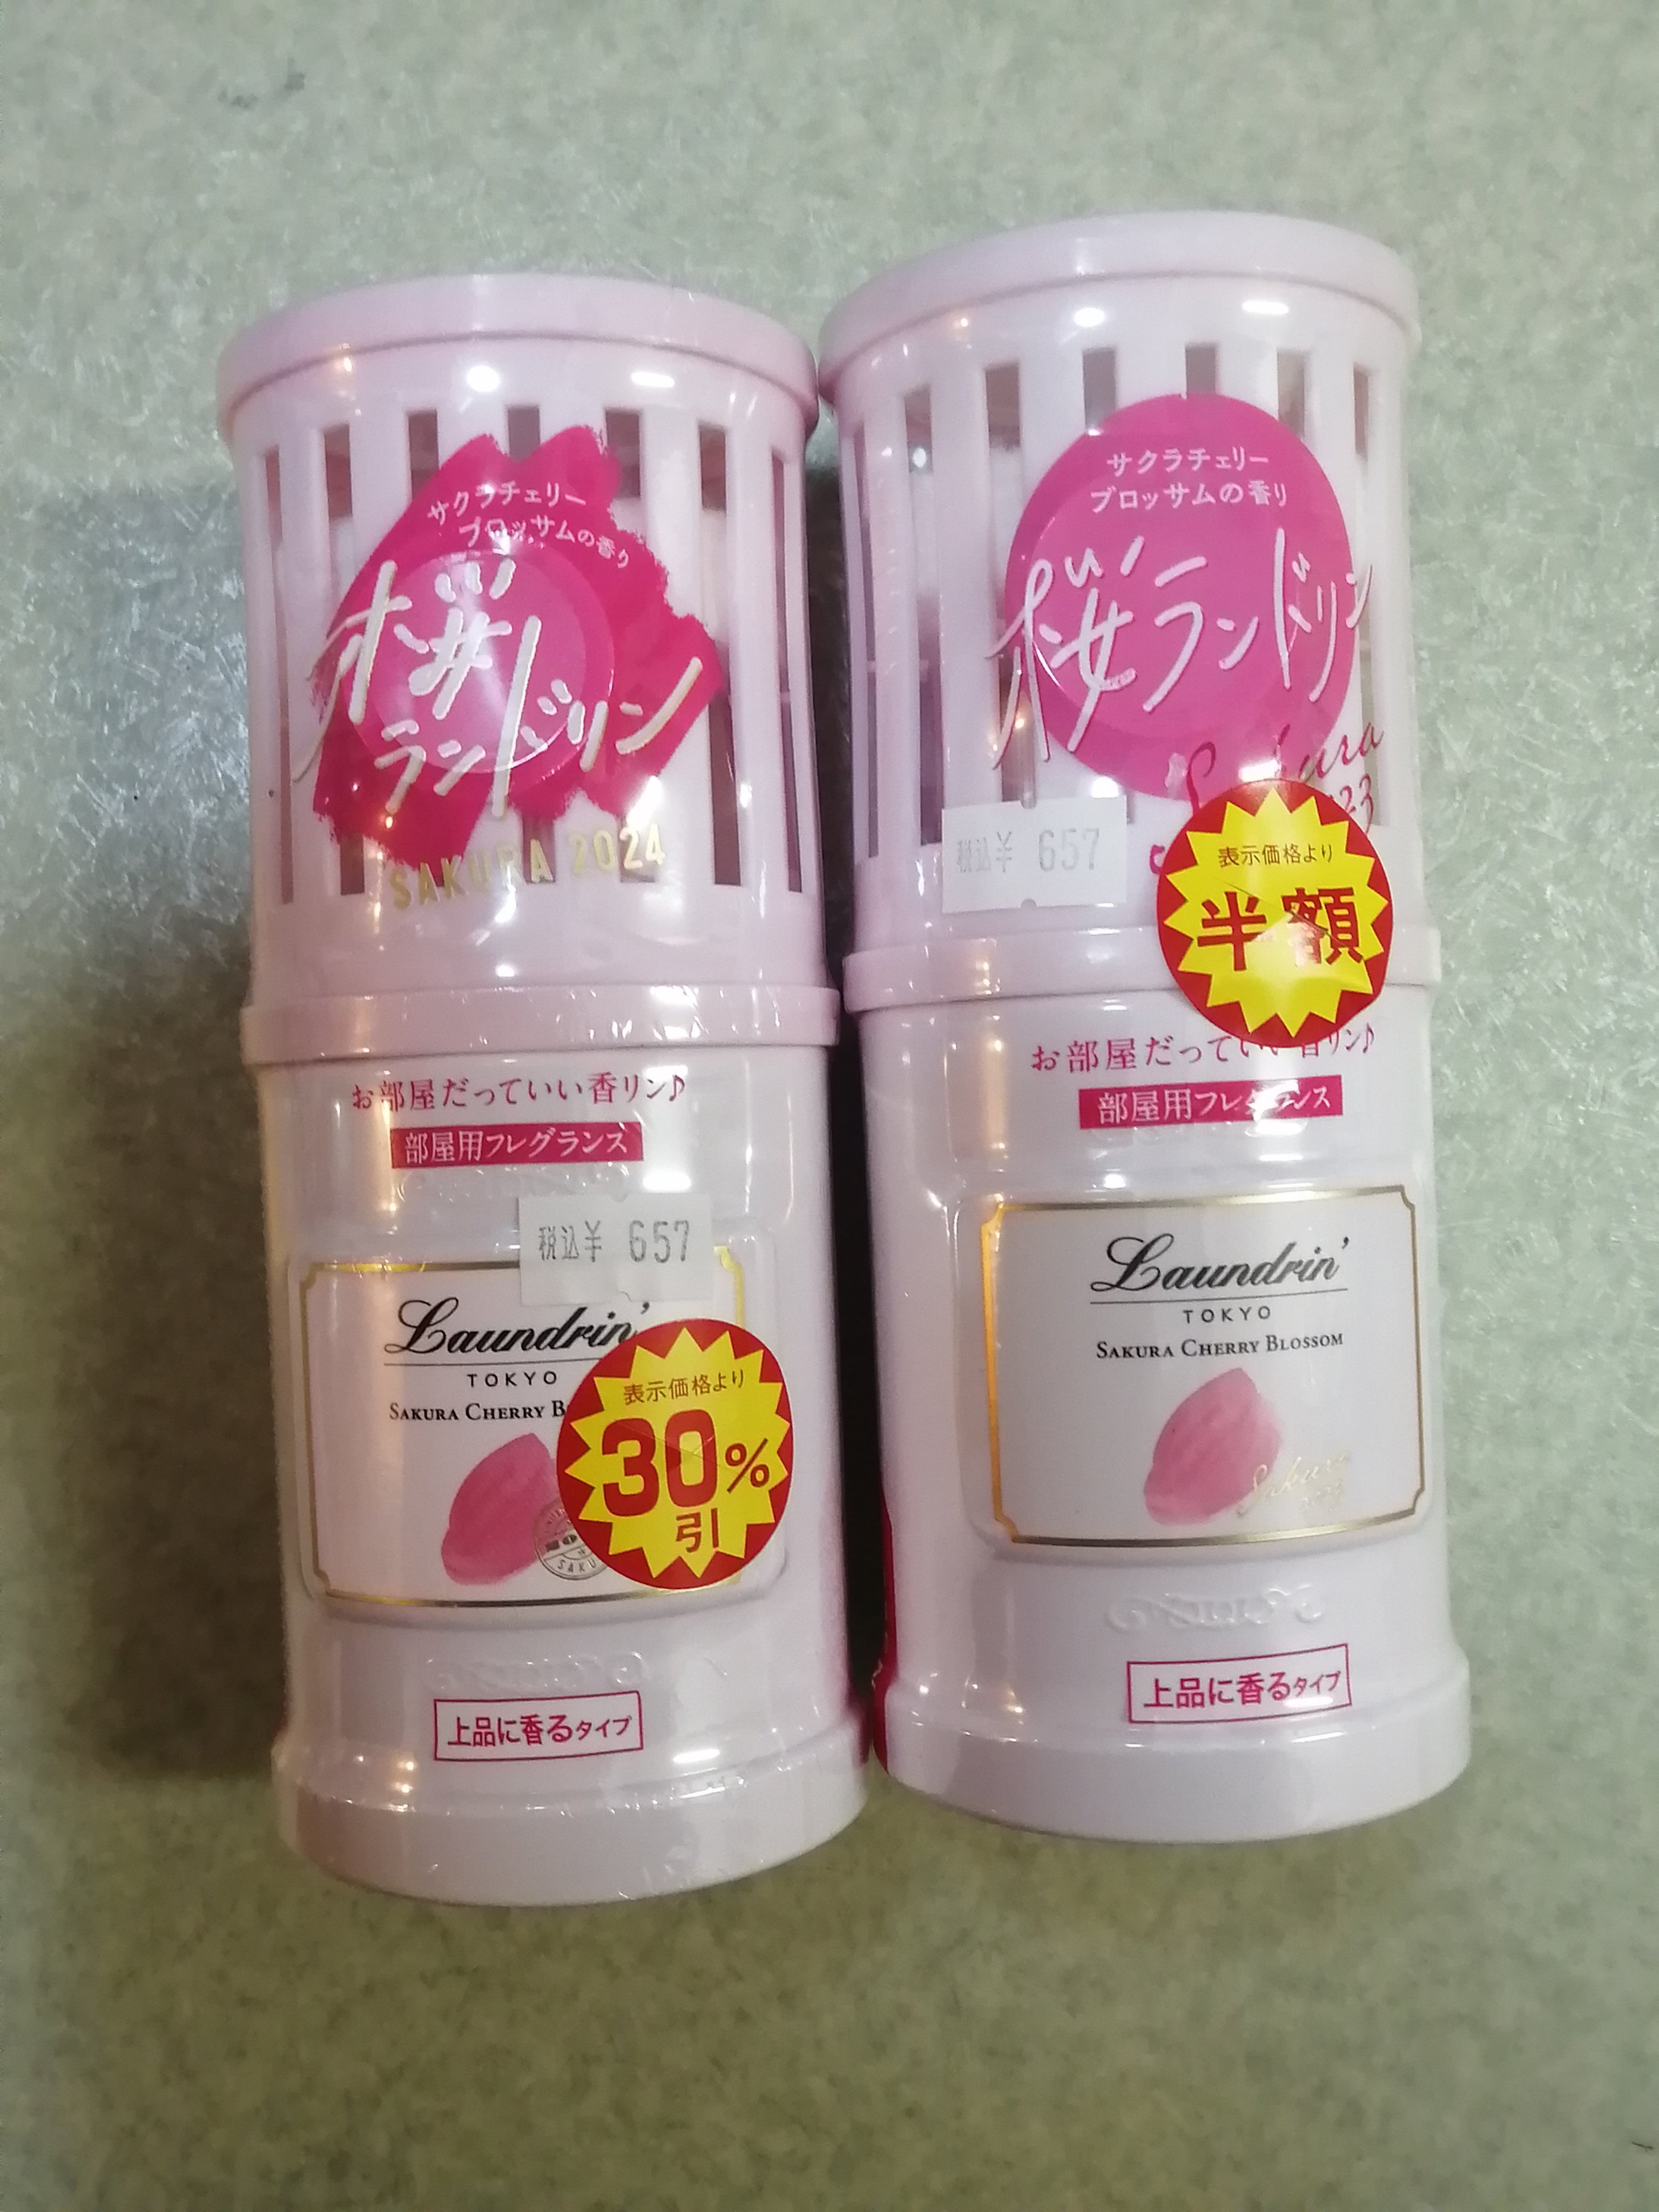 サクラチェリー
ブロッサムの香り
桜
ランドリン
SAKURA 2024
お部屋だっていい香リン♪
部屋用フレグランス
税込¥ 657
Laundrin'
TOKYO
SAKURA CHERRY
表示価格より
30%
引
上品に香るタイプ
サクラチェリー
ブロッサムの香り
桜ランドリン
Sakura
税込¥ 657
表示価格より
半額
お部屋だっていい香リン♪
部屋用フレグランス
Laundrin'
TOKYO
SAKURA CHERRY BLOSSOM
Sakura
上品に香るタイプ